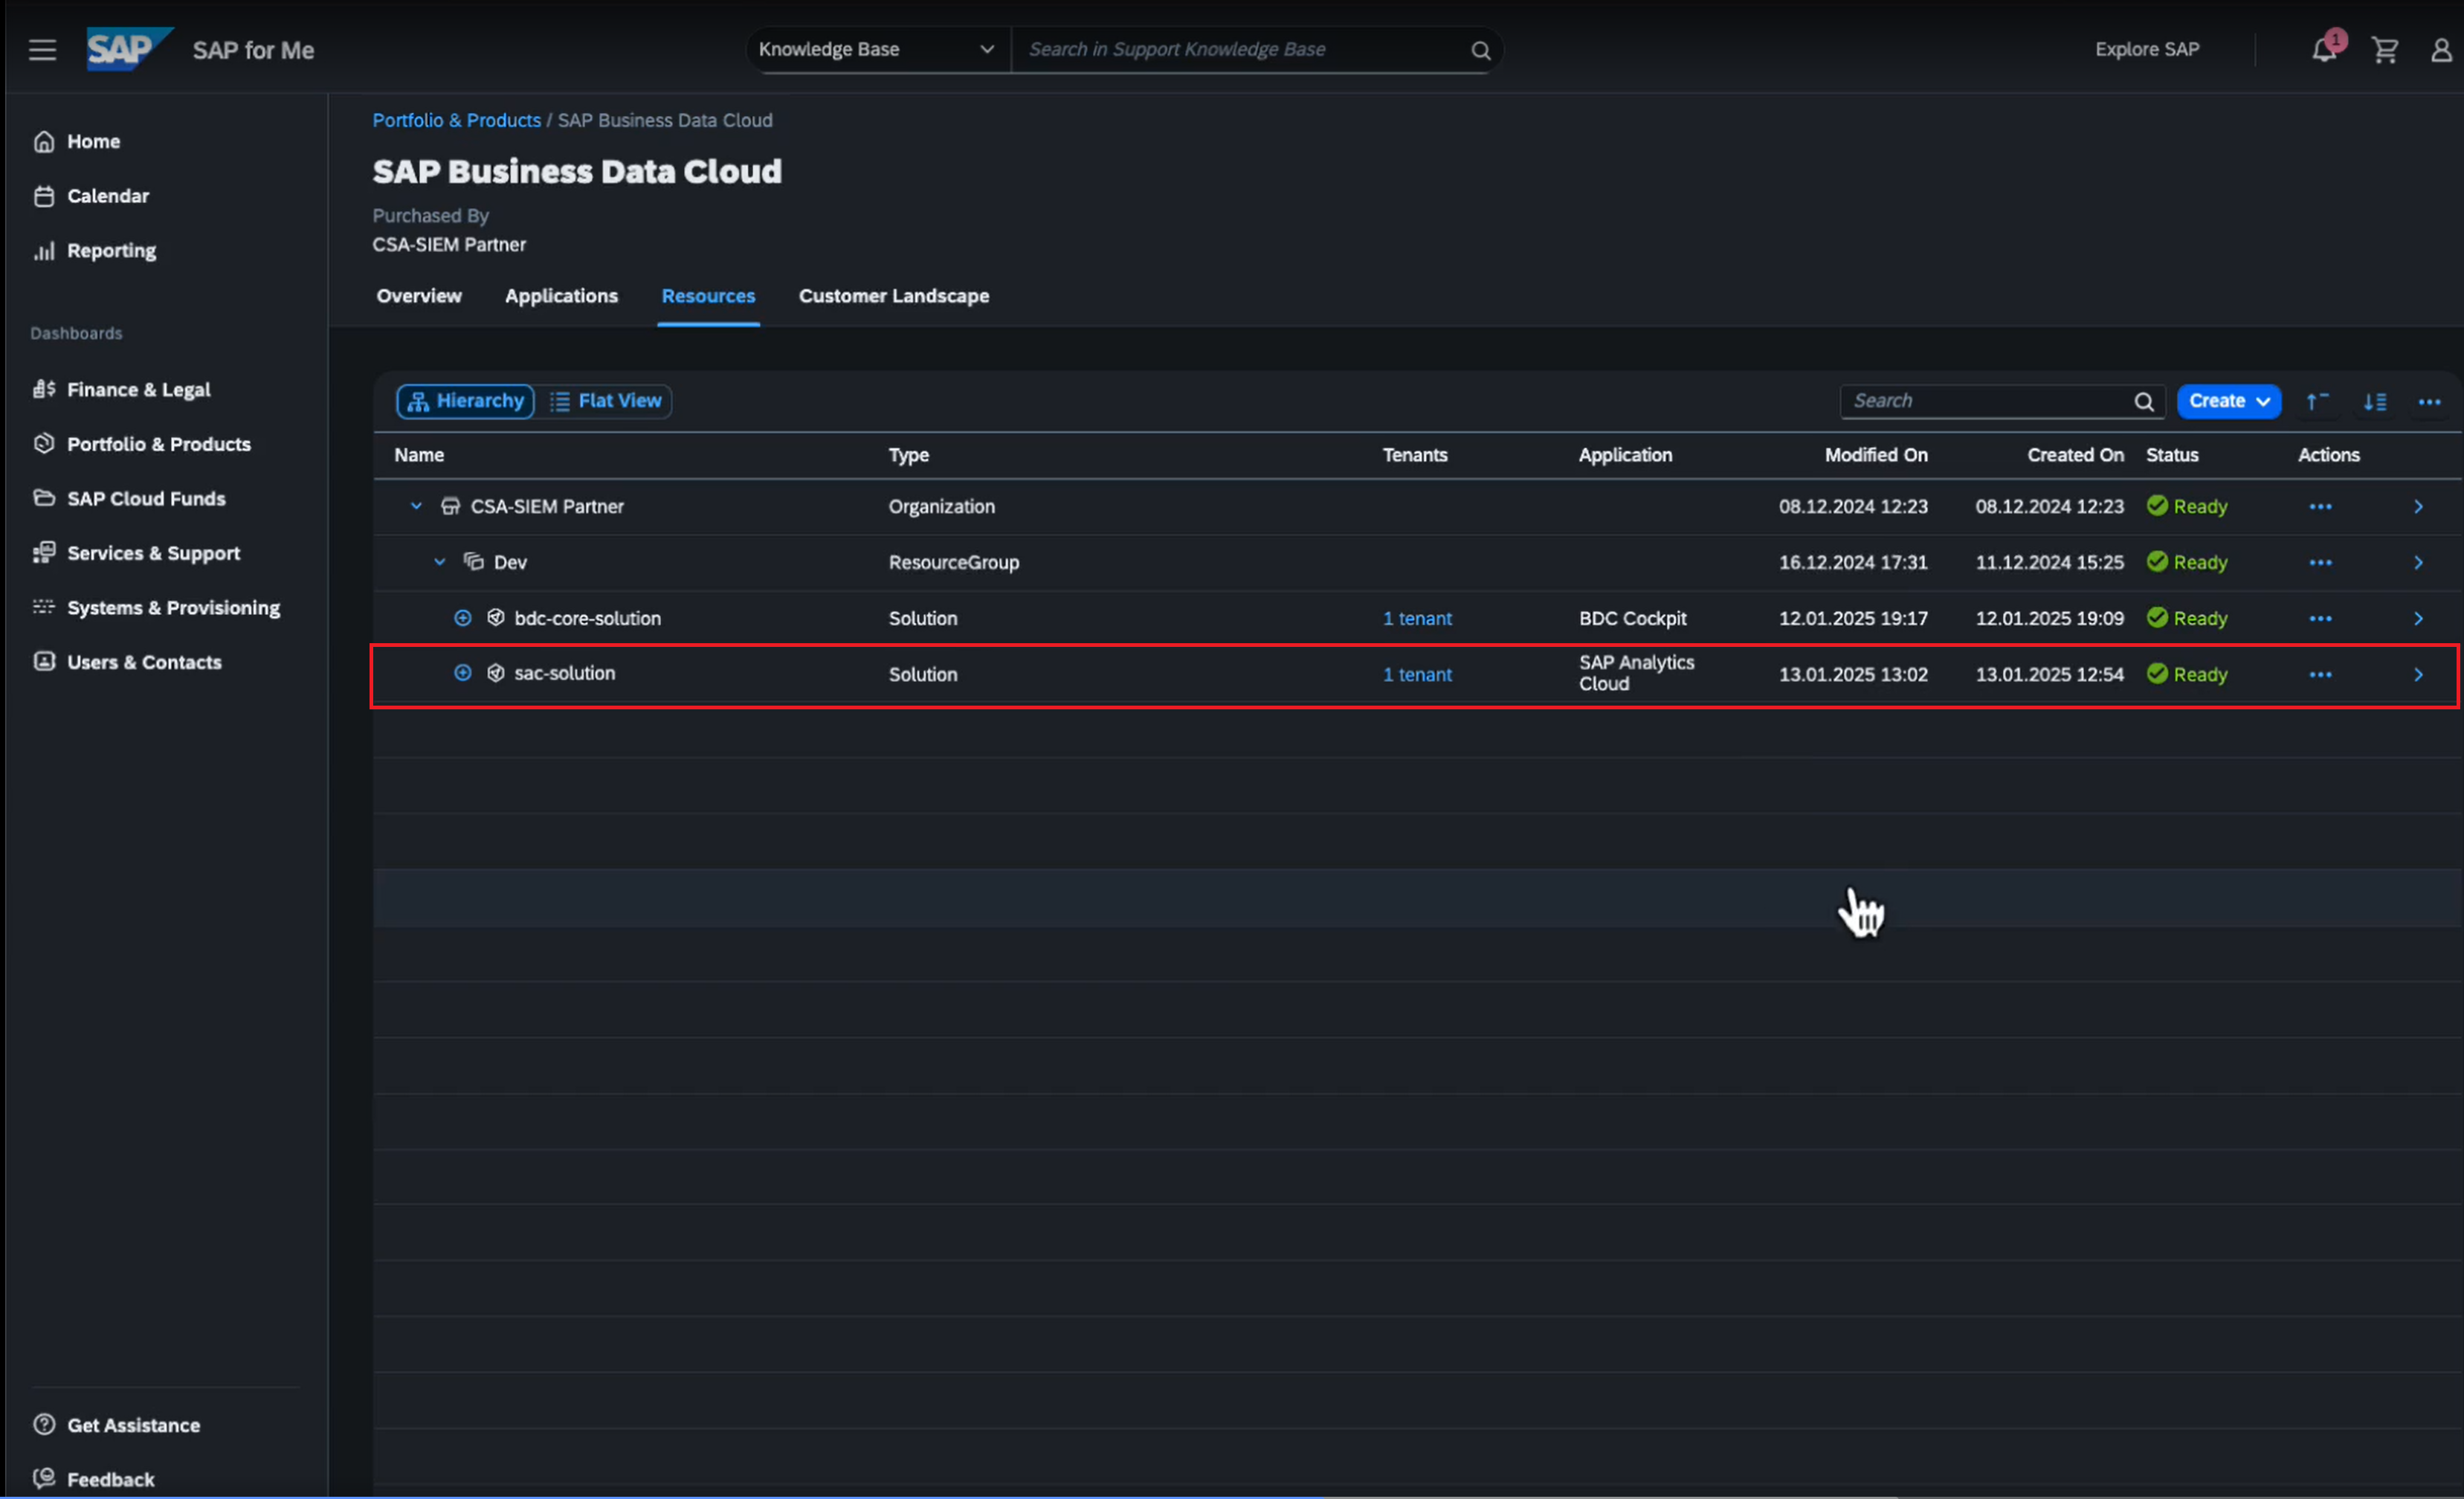 SAP SAP for Me
Knowledge Base
Search in Support Knowledge Base
Explore SAP
1
Home
Calendar
Reporting
Dashboards
Finance & Legal
Portfolio & Products
SAP Cloud Funds
Services & Support
Systems & Provisioning
Users & Contacts
Get Assistance
Feedback
Portfolio & Products / SAP Business Data Cloud
SAP Business Data Cloud
Purchased By
CSA-SIEM Partner
Overview Applications Resources Customer Landscape
Hierarchy Flat View Search Create
Name Type Tenants Application Modified On Created On Status Actions
CSA-SIEM Partner Organization 08.12.2024 12:23 08.12.2024 12:23 Ready
Dev ResourceGroup 16.12.2024 17:31 11.12.2024 15:25 Ready
bdc-core-solution Solution 1 tenant BDC Cockpit 12.01.2025 19:17 12.01.2025 19:09 Ready
sac-solution Solution 1 tenant SAP Analytics Cloud 13.01.2025 13:02 13.01.2025 12:54 Ready